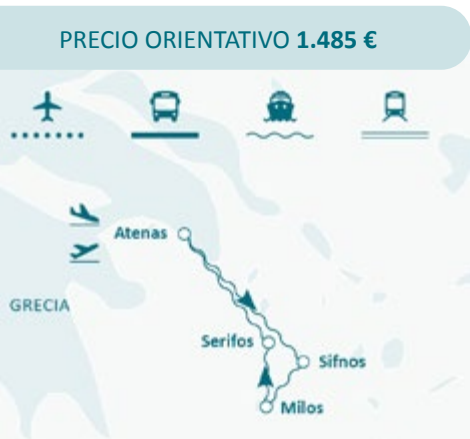 PRECIO ORIENTATIVO 1.485 €
Atenas
GRECIA
Serifos
Sifnos
Milos